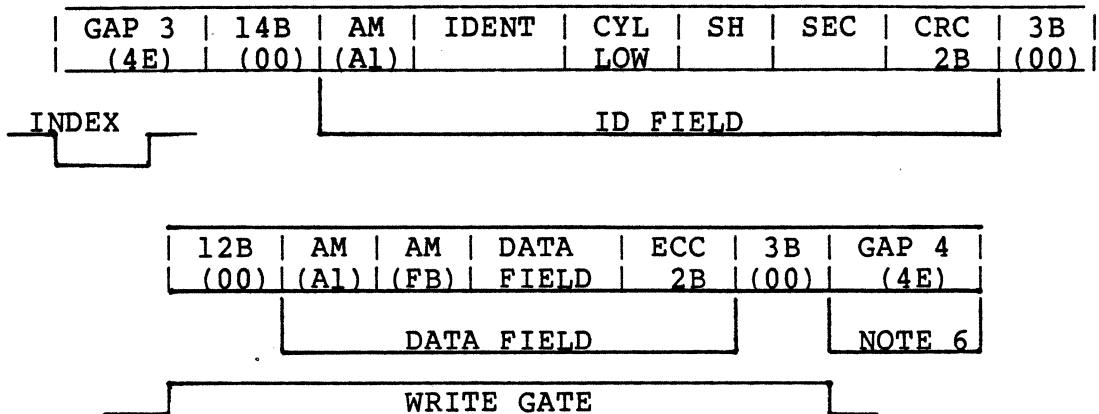 | GAP 3 | 14B | AM | IDENT | CYL | SH | SEC | CRC | 3B |
| (4E) | (00) | (A1) | | LOW | | | 2B | (00) |
INDEX
ID FIELD
| 12B | AM | AM | DATA | ECC | 3B | GAP 4 |
| (00) | (A1) | (FB) | FIELD | 2B | (00) | (4E) |
DATA FIELD
NOTE 6
WRITE GATE